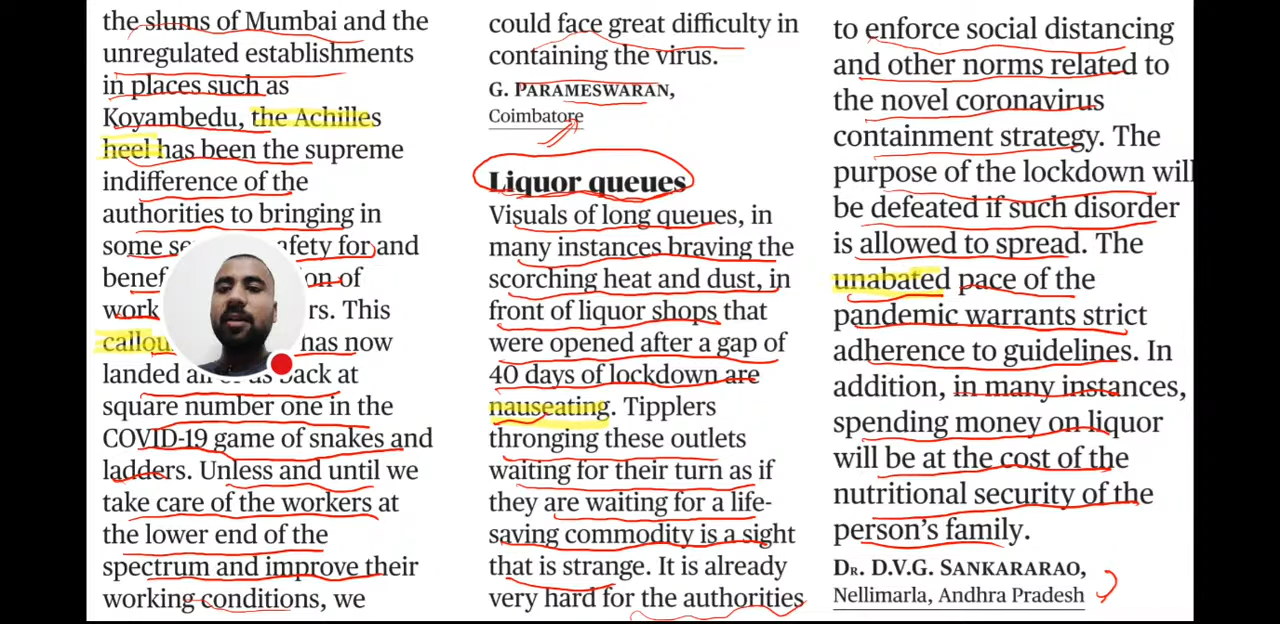 the slums of Mumbai and the
unregulated establishments
in places such as
Koyambedu, the Achilles
heel has been the supreme
indifference of the
authorities to bringing in
some afety for and
of
work rs. This
has now
landed back at
square number one in the
COVID-19 game of snakes and
ladders. Unless and until we
take care of the workers at
the lower end of the
spectrum and improve their
working conditions, we
could face great difficulty in
containing the virus.
G. PARAMESWARAN,
Coimbatore
Liquor queues
Visuals of long queues, in
many instances braving the
scorching heat and dust, in
front of liquor shops that
were opened after a gap of
40 days of lockdown are
nauseating. Tipplers
thronging these outlets
waiting for their turn as if
they are waiting for a life-
saving commodity is a sight
that is strange. It is already
very hard for the authorities
to enforce social distancing
and other norms related to
the novel coronavirus
containment strategy. The
purpose of the lockdown will
be defeated if such disorder
is allowed to spread. The
unabated pace of the
pandemic warrants strict
adherence to guidelines. In
addition, in many instances,
spending money on liquor
will be at the cost of the
nutritional security of the
person's family.
DR. D.V.G. SANKARARAO,
Nellimarla, Andhra Pradesh